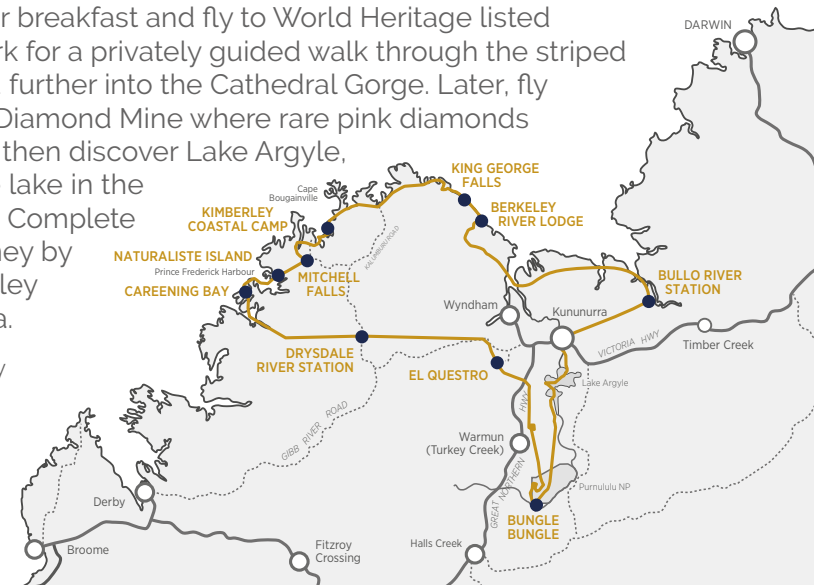 r breakfast and fly to World Heritage listed
rk for a privately guided walk through the striped
further into the Cathedral Gorge. Later, fly
Diamond Mine where rare pink diamonds
then discover Lake Argyle,
lake in the
Complete
ney by
ley
a.
y
DARWIN
KING GEORGE
FALLS
Cape
Bougainville
BERKELEY
RIVER LODGE
KIMBERLEY
COASTAL CAMP
KALUMBURU ROAD
NATURALISTE ISLAND
Prince Frederick Harbour
MITCHELL
FALLS
CAREENING BAY
BULLO RIVER
STATION
Wyndham
Kununurra
VICTORIA HWY
Timber Creek
DRYSDALE
RIVER STATION
EL QUESTRO
Lake Argyle
GIBB RIVER ROAD
Warmun
(Turkey Creek)
GREAT NORTHERN HWY
Purnululu NP
Derby
BUNGLE
BUNGLE
Broome
Fitzroy
Crossing
Halls Creek